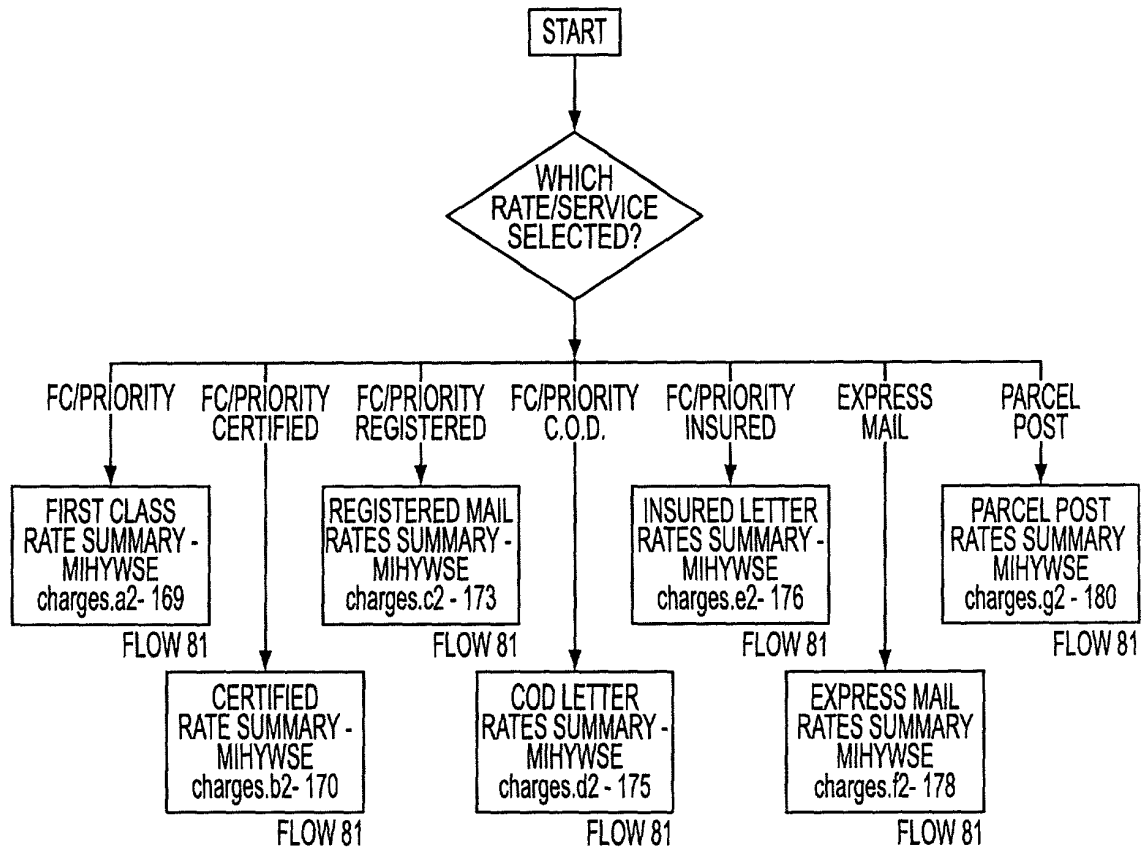 START
WHICH
RATE/SERVICE
SELECTED?
FC/PRIORITY
FC/PRIORITY
CERTIFIED
FC/PRIORITY
REGISTERED
FC/PRIORITY
C.O.D.
FC/PRIORITY
INSURED
EXPRESS
MAIL
PARCEL
POST
FIRST CLASS
RATE SUMMARY -
MIHYWSE
charges.a2- 169
FLOW 81
REGISTERED MAIL
RATES SUMMARY -
MIHYWSE
charges.c2 - 173
FLOW 81
INSURED LETTER
RATES SUMMARY -
MIHYWSE
charges.e2- 176
FLOW 81
PARCEL POST
RATES SUMMARY
MIHYWSE
charges.g2 - 180
FLOW 81
CERTIFIED
RATE SUMMARY -
MIHYWSE
charges.b2- 170
FLOW 81
COD LETTER
RATES SUMMARY -
MIHYWSE
charges.d2 - 175
FLOW 81
EXPRESS MAIL
RATES SUMMARY
MIHYWSE
charges.f2- 178
FLOW 81